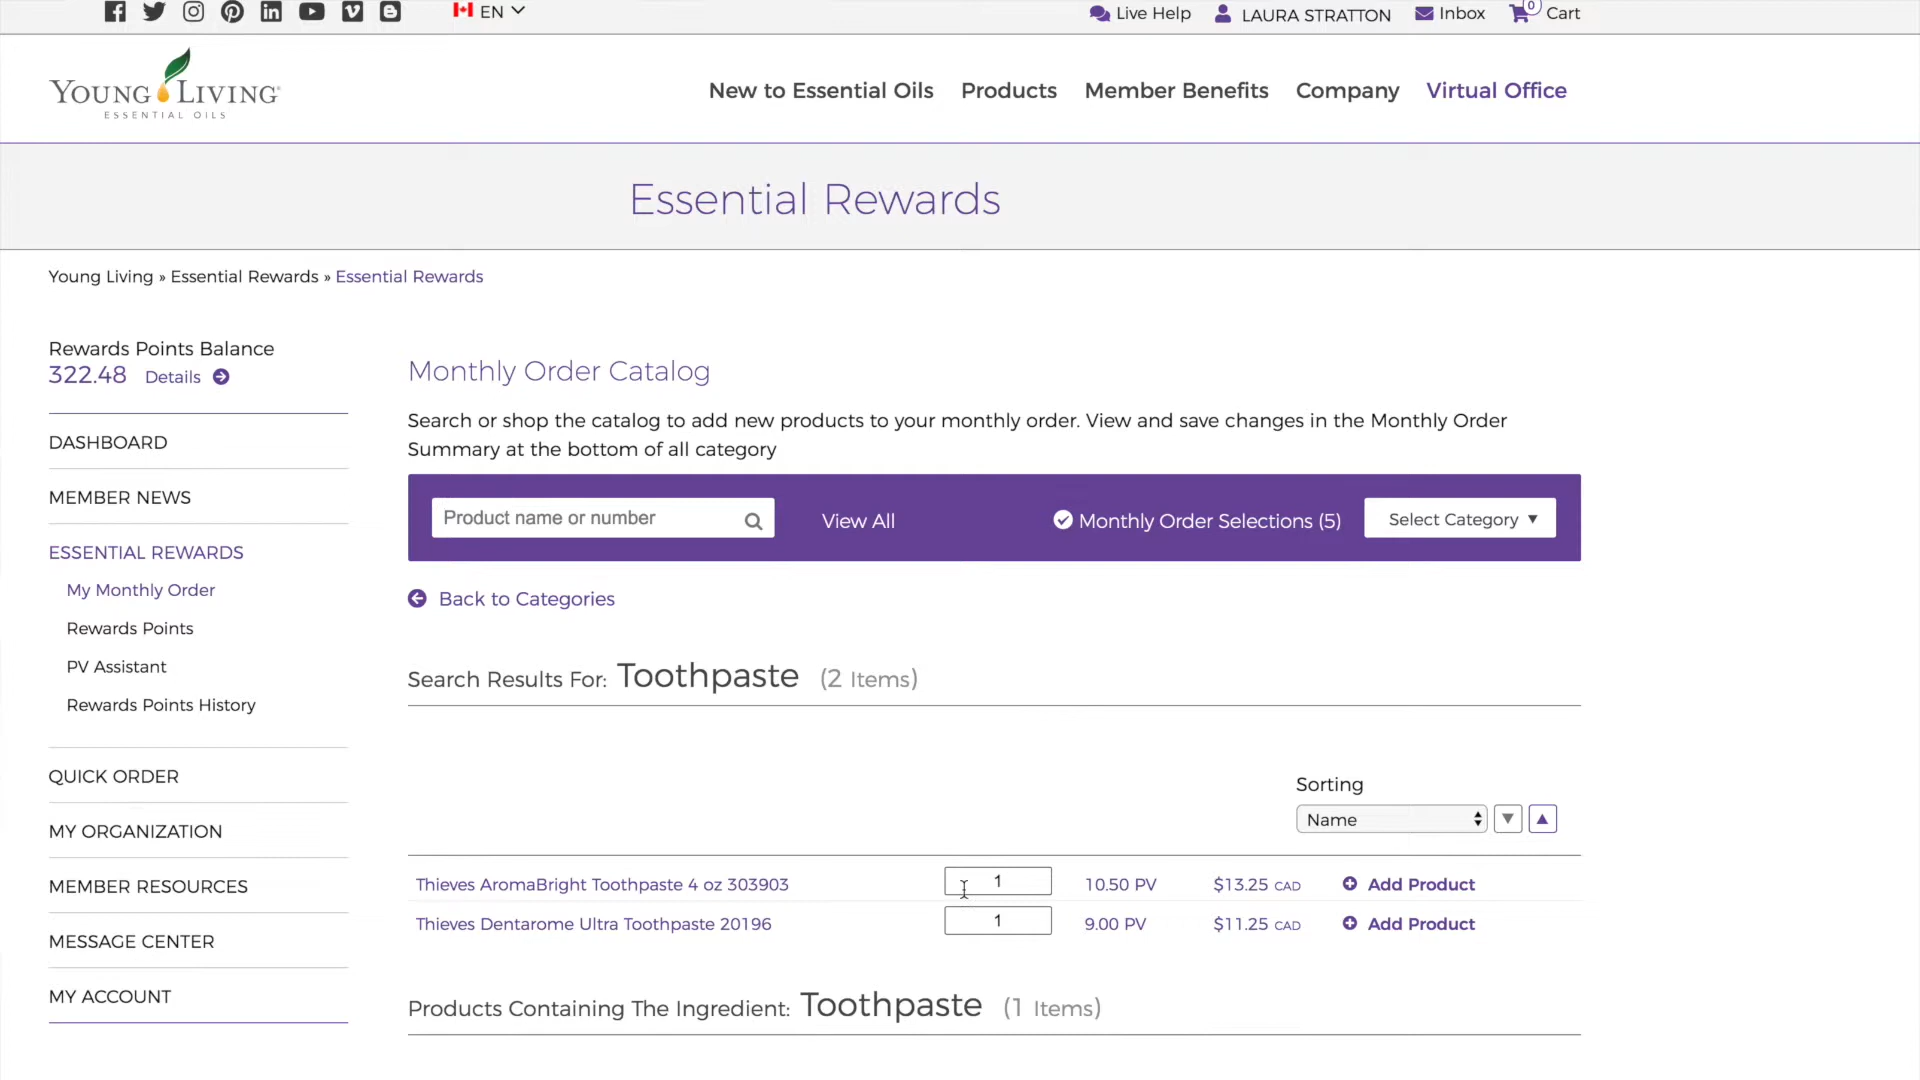 EN
Live Help
LAURA STRATTON
Inbox
0
Cart
YOUNG LIVING
ESSENTIAL OILS
New to Essential Oils
Products
Member Benefits
Company
Virtual Office
Essential Rewards
Young Living » Essential Rewards » Essential Rewards
Rewards Points Balance
322.48 Details
DASHBOARD
MEMBER NEWS
ESSENTIAL REWARDS
My Monthly Order
Rewards Points
PV Assistant
Rewards Points History
QUICK ORDER
MY ORGANIZATION
MEMBER RESOURCES
MESSAGE CENTER
MY ACCOUNT
Monthly Order Catalog
Search or shop the catalog to add new products to your monthly order. View and save changes in the Monthly Order
Summary at the bottom of all category
Product name or number
View All
Monthly Order Selections (5)
Select Category
Back to Categories
Search Results For: Toothpaste (2 Items)
Sorting
Name
Thieves AromaBright Toothpaste 4 oz 303903 1 10.50 PV $13.25 CAD Add Product
Thieves Dentarome Ultra Toothpaste 20196 1 9.00 PV $11.25 CAD Add Product
Products Containing The Ingredient: Toothpaste (1 Items)